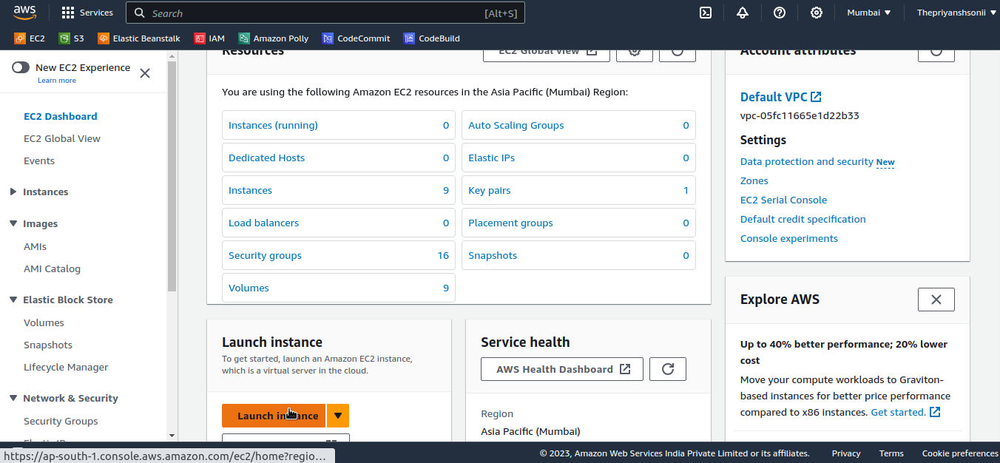 aws
Services
Search
[Alt+S]
Mumbai
Thepriyanshsonii
EC2
S3
Elastic Beanstalk
IAM
Amazon Polly
CodeCommit
CodeBuild
New EC2 Experience
Learn more
EC2 Dashboard
EC2 Global View
Events
Instances
Images
AMIs
AMI Catalog
Elastic Block Store
Volumes
Snapshots
Lifecycle Manager
Network & Security
Security Groups
Resources
EC2 Global View
You are using the following Amazon EC2 resources in the Asia Pacific (Mumbai) Region:
Instances (running) 0
Auto Scaling Groups 0
Dedicated Hosts 0
Elastic IPs 0
Instances 9
Key pairs 1
Load balancers 0
Placement groups 0
Security groups 16
Snapshots 0
Volumes 9
Launch instance
To get started, launch an Amazon EC2 instance,
which is a virtual server in the cloud.
Launch instance
Service health
AWS Health Dashboard
Region
Asia Pacific (Mumbai)
Account attributes
Default VPC
vpc-05fc11665e1d22b33
Settings
Data protection and security New
Zones
EC2 Serial Console
Default credit specification
Console experiments
Explore AWS
Up to 40% better performance; 20% lower
cost
Move your compute workloads to Graviton-
based instances for better price performance
compared to x86 instances. Get started.
https://ap-south-1.console.aws.amazon.com/ec2/home?regio...
© 2023, Amazon Web Services India Private Limited or its affiliates.
Privacy
Terms
Cookie preferences